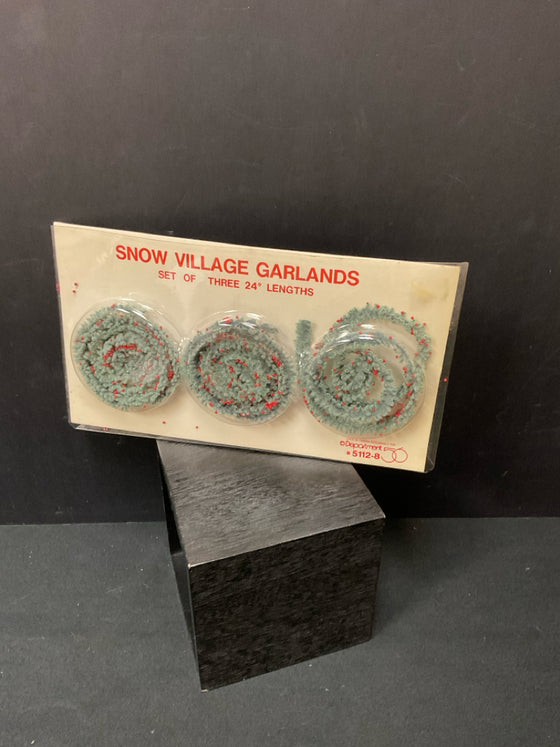 SNOW VILLAGE GARLANDS
SET OF THREE 24" LENGTHS
©Department 56
*5112-8